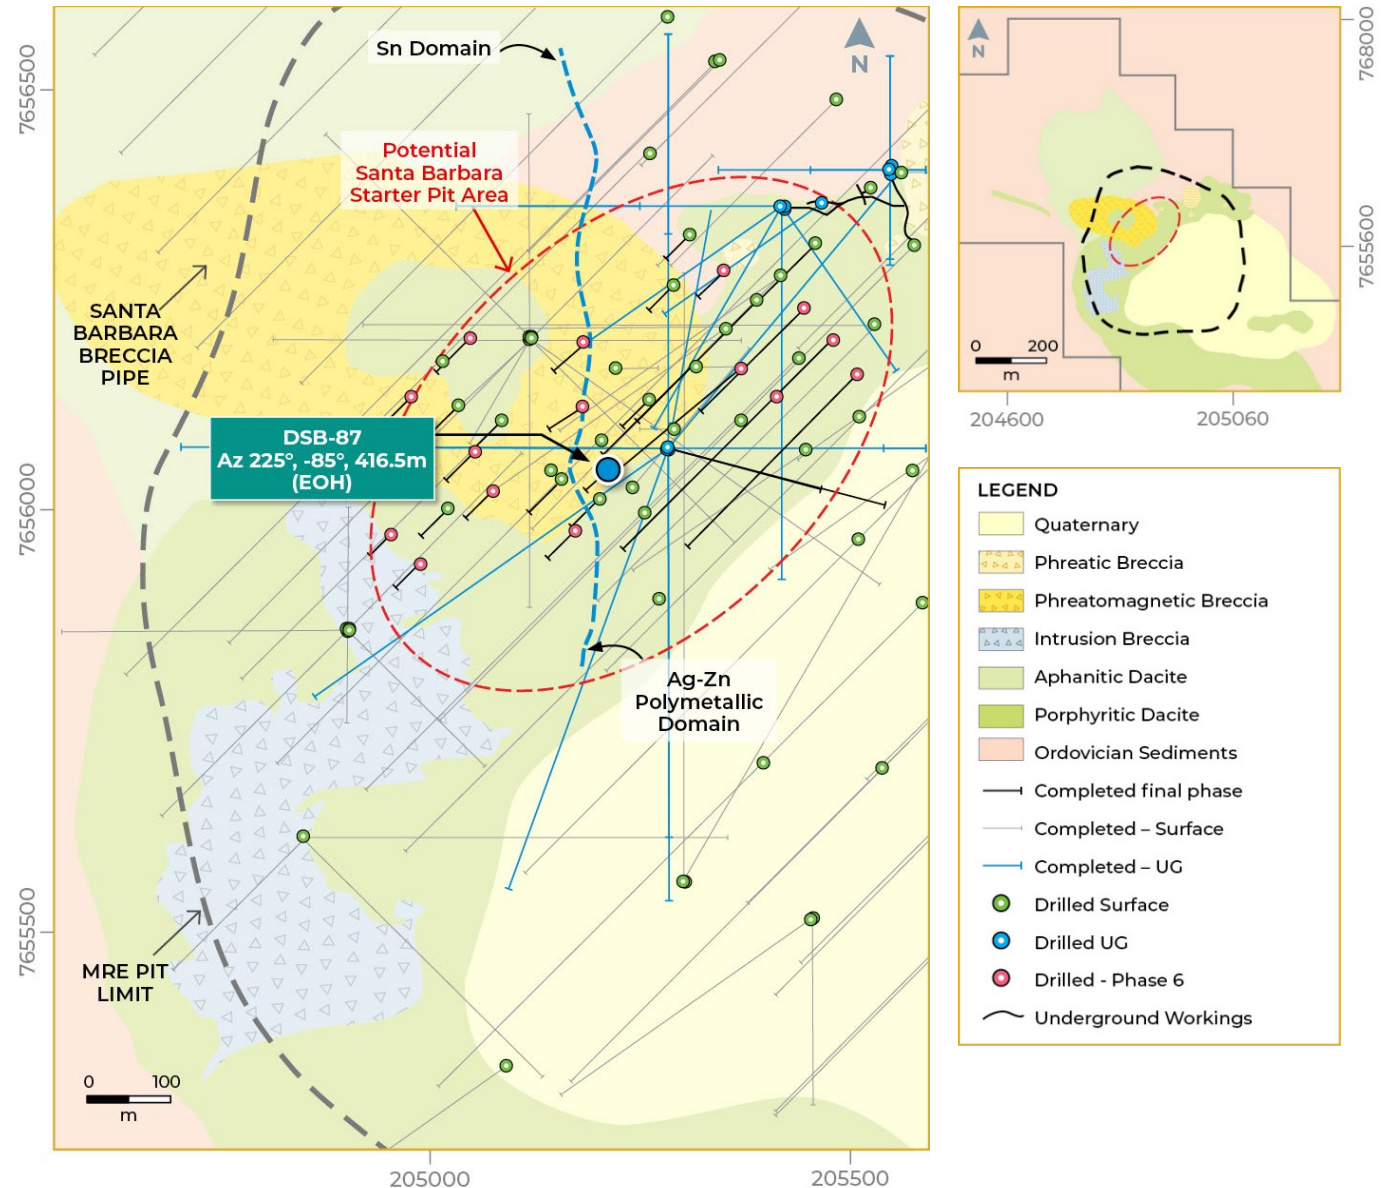 Sn Domain
N
Potential
Santa Barbara
Starter Pit Area
SANTA
BARBARA
BRECCIA
PIPE
DSB-87
Az 225°, -85°, 416.5m
(EOH)
Ag-Zn
Polymetallic
Domain
MRE PIT
LIMIT
0 100
m
7656500
7656000
7655500
205000
205500
N
0 200
m
768000
7655600
204600
205060
LEGEND
Quaternary
Phreatic Breccia
Phreatomagnetic Breccia
Intrusion Breccia
Aphanitic Dacite
Porphyritic Dacite
Ordovician Sediments
Completed final phase
Completed – Surface
Completed – UG
Drilled Surface
Drilled UG
Drilled - Phase 6
Underground Workings